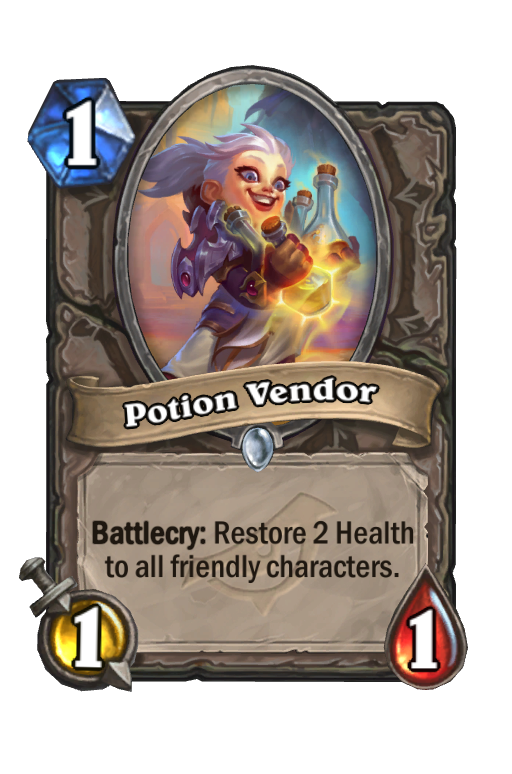 1
Potion Vendor
Battlecry: Restore 2 Health
to all friendly characters.
1
1